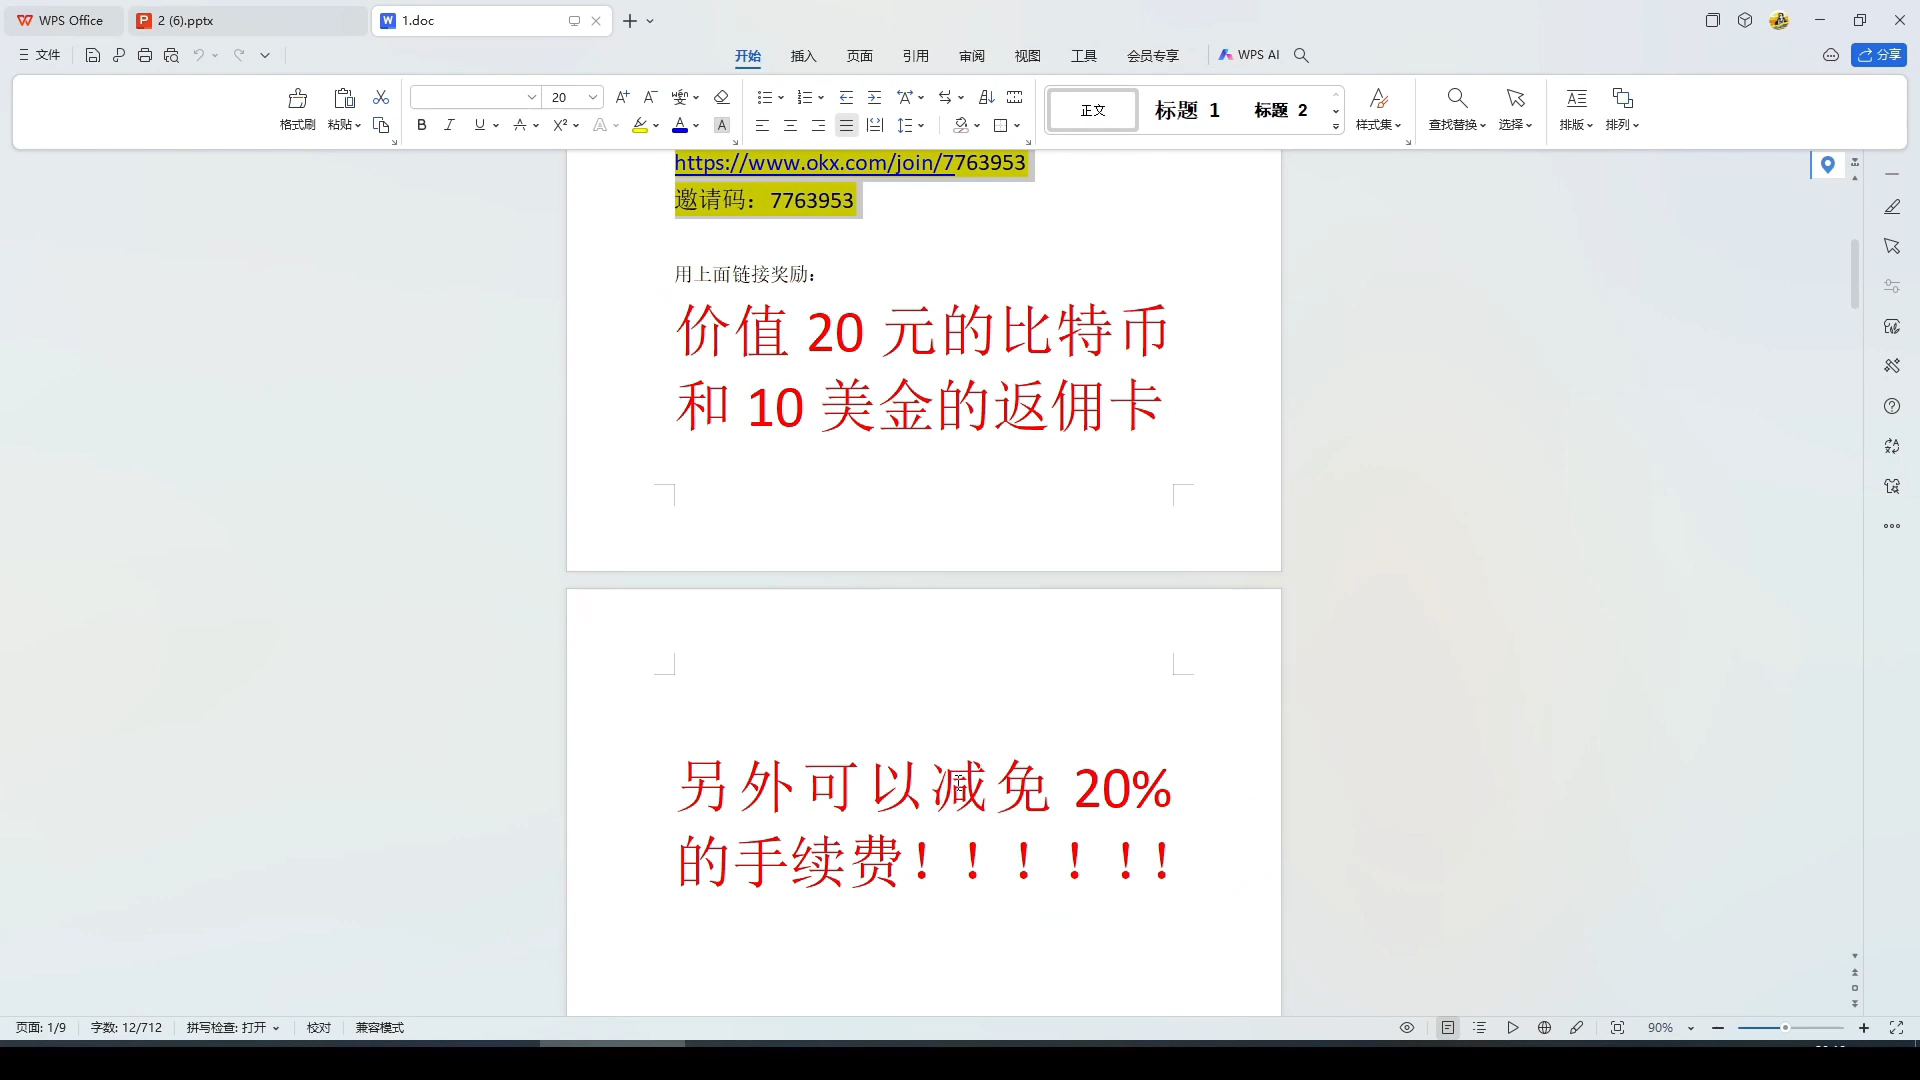 WPS Office
2 (6).pptx
1.doc
文件
开始
插入
页面
引用
审阅
视图
工具
会员专享
WPS AI
分享
格式刷
粘贴
20
正文
标题 1
标题 2
样式集
查找替换
选择
排版
排列
https://www.okx.com/join/7763953
邀请码：7763953
用上面链接奖励：
价值 20 元的比特币
和 10 美金的返佣卡
另外可以减免 20%
的手续费！！！！！！
页面: 1/9
字数: 12/712
拼写检查: 打开
校对
兼容模式
90%